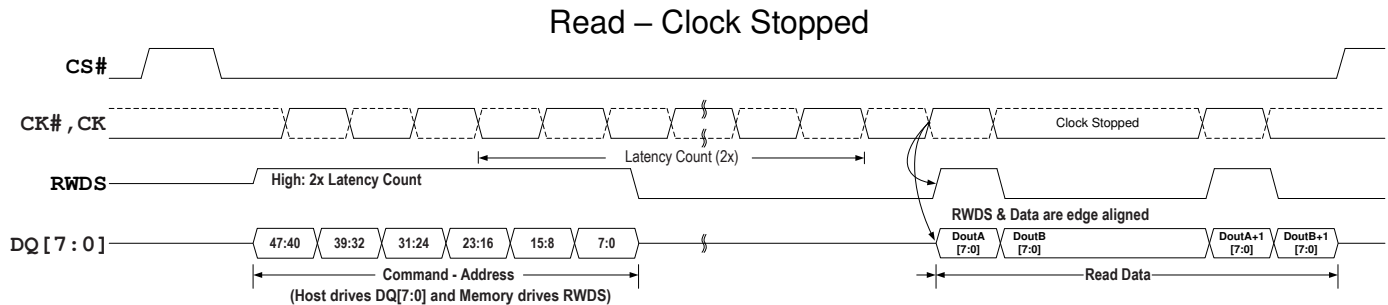 Read – Clock Stopped
CS#
CK#,CK
Clock Stopped
Latency Count (2x)
RWDS
High: 2x Latency Count
RWDS & Data are edge aligned
DQ[7:0]
47:40 39:32 31:24 23:16 15:8 7:0
DoutA [7:0]
DoutB [7:0]
DoutA+1 [7:0]
DoutB+1 [7:0]
Command - Address
Read Data
(Host drives DQ[7:0] and Memory drives RWDS)